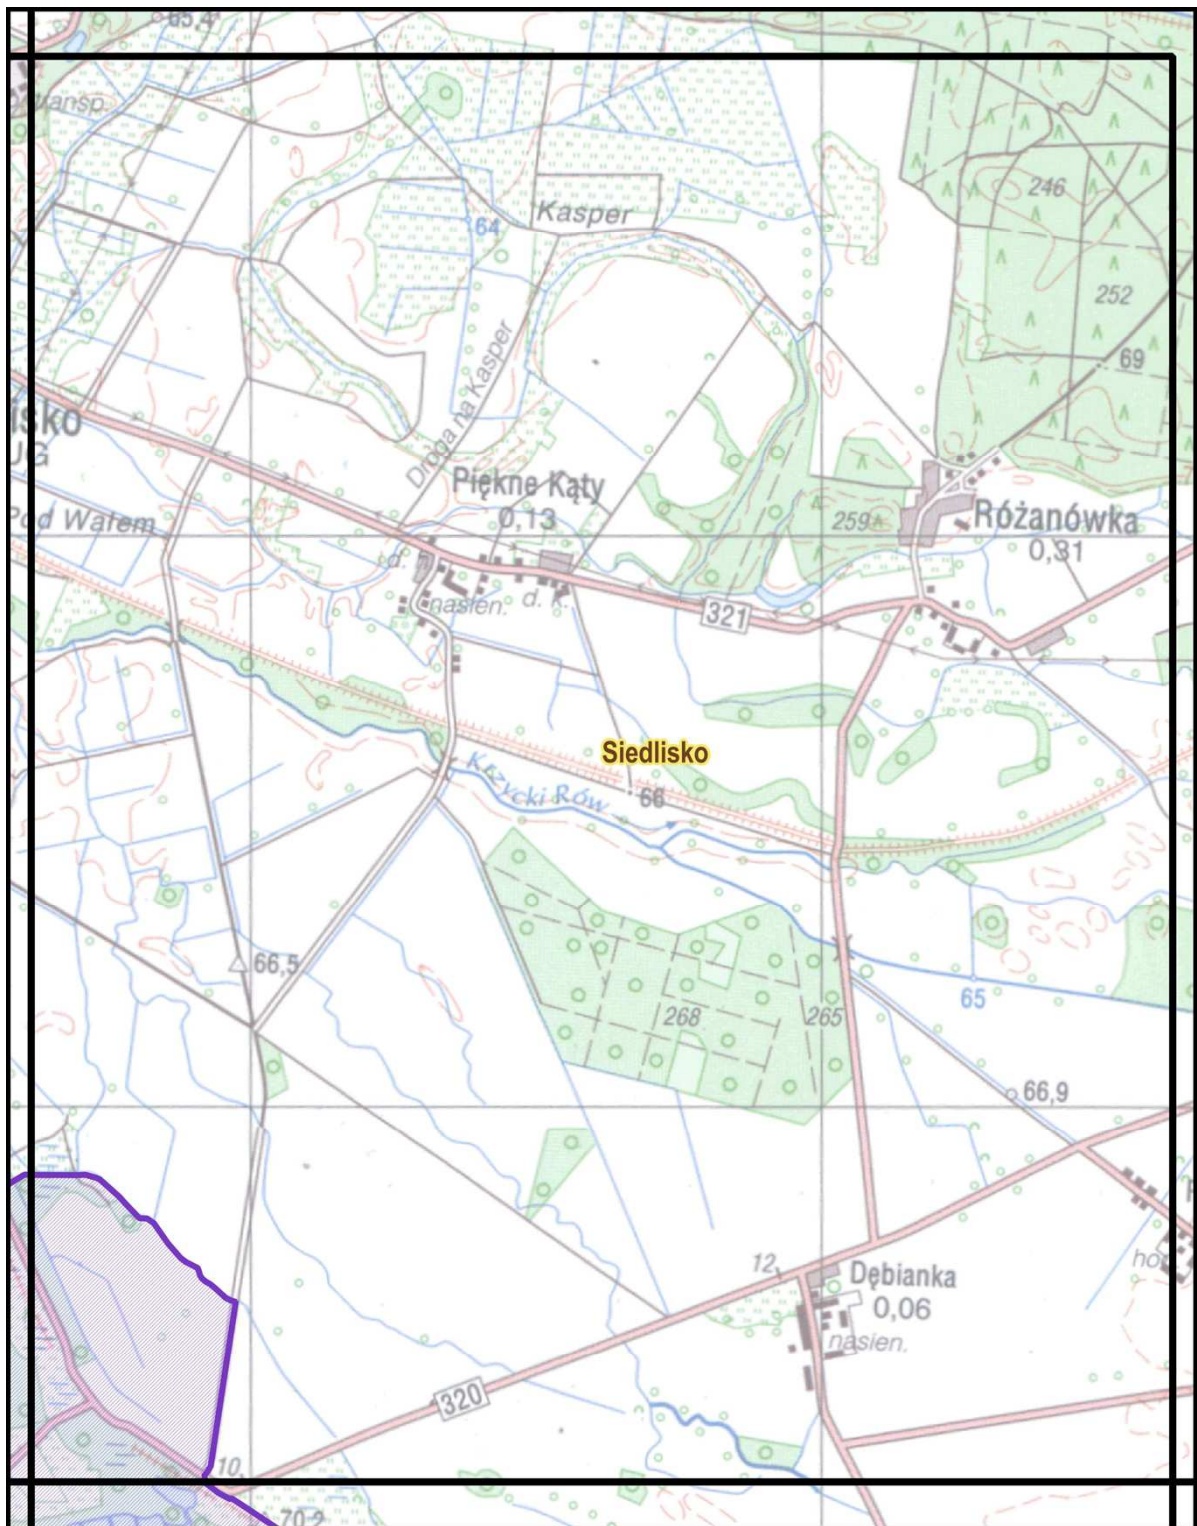 65,4
transp.
246
Kasper
64
252
Droga na Kasper
69
isko
UG
Piękne Kąty
0,13
Pod Wałem
259
Różanówka
0,31
d.
nasien.
d. k.
321
Siedlisko
Krzycki Rów
66
66,5
65
268
265
66,9
12
Dębianka
0,06
ho
nasien.
320
10
70,2